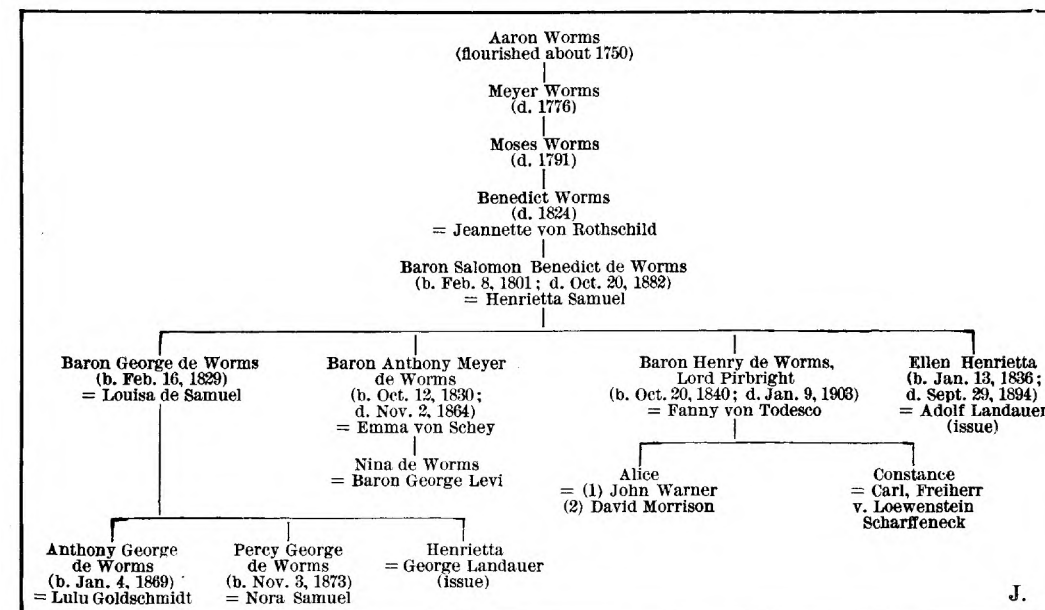 Aaron Worms
(flourished about 1750)
Meyer Worms
(d. 1776)
Moses Worms
(d. 1791)
Benedict Worms
(d. 1824)
= Jeannette von Rothschild
Baron Salomon Benedict de Worms
(b. Feb. 8, 1801; d. Oct. 20, 1882)
= Henrietta Samuel
Baron George de Worms
(b. Feb. 16, 1829)
= Louisa de Samuel
Baron Anthony Meyer
de Worms
(b. Oct. 12, 1830;
d. Nov. 2, 1864)
= Emma von Schey
Nina de Worms
= Baron George Levi
Baron Henry de Worms,
Lord Pirbright
(b. Oct. 20, 1840; d. Jan. 9, 1903)
= Fanny von Todesco
Ellen Henrietta
(b. Jan. 13, 1836;
d. Sept. 29, 1894)
= Adolf Landauer
(issue)
Alice
= (1) John Warner
(2) David Morrison
Constance
= Carl, Freiherr
v. Loewenstein
Scharffeneck
Anthony George
de Worms
(b. Jan. 4, 1869)
= Lulu Goldschmidt
Percy George
de Worms
(b. Nov. 3, 1873)
= Nora Samuel
Henrietta
= George Landauer
(issue)
J.